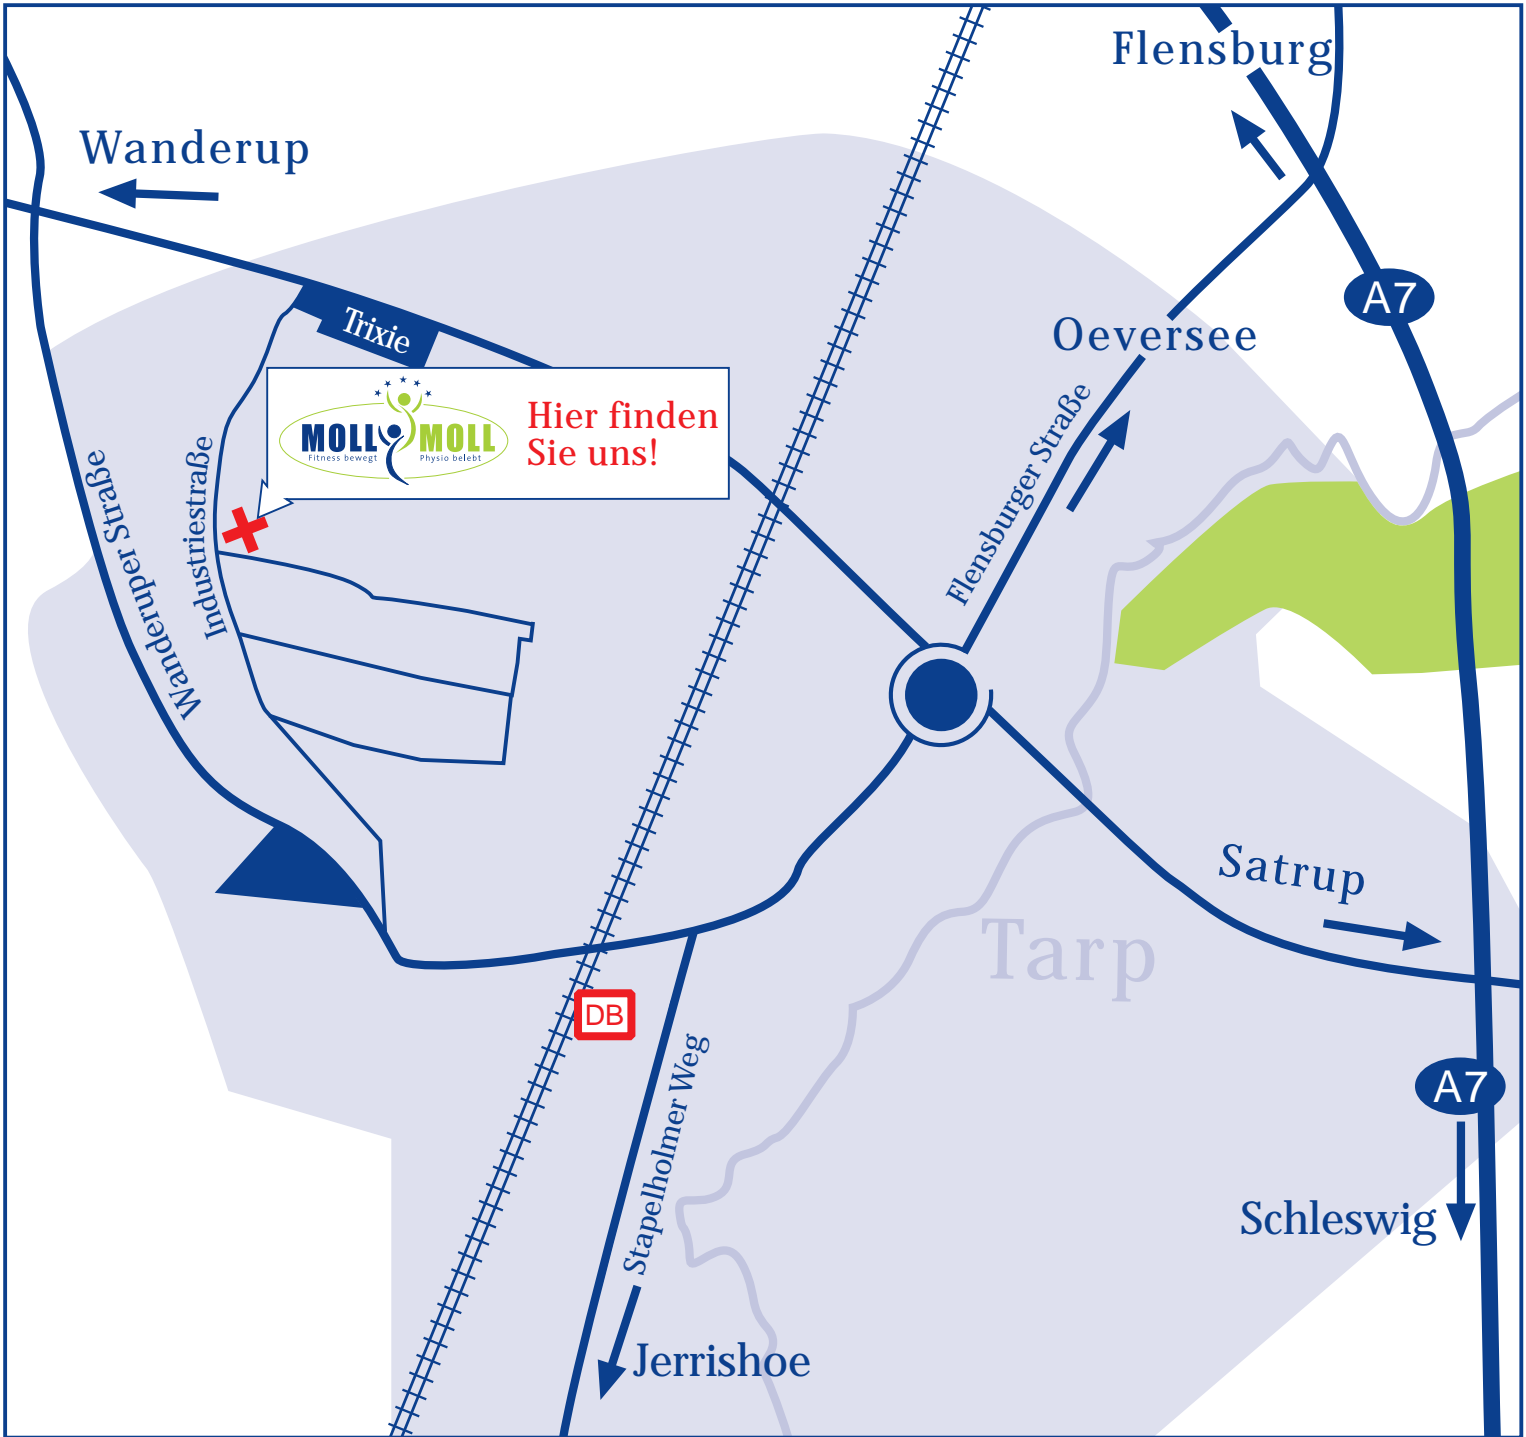 Flensburg
Wanderup
A7
Trixie
Oeversee
MOLL MOLL
Fitness bewegt Physio belebt
Hier finden
Sie uns!
Flensburger Straße
Industriestraße
Wanderuper Straße
Satrup
Tarp
DB
A7
Stapelholmer Weg
Schleswig
Jerrishoe